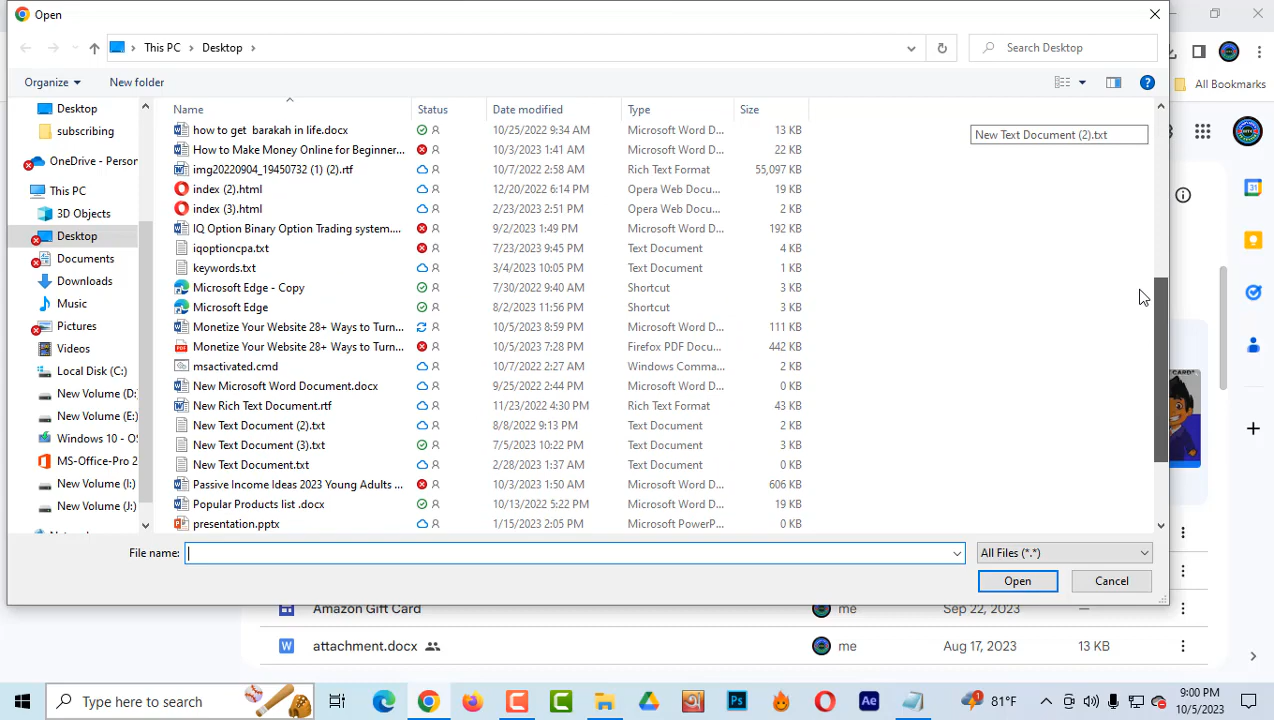 Open
This PC > Desktop >
Search Desktop
Organize
New folder
All Bookmarks
Name Status Date modified Type Size
how to get barakah in life.docx 10/25/2022 9:34 AM Microsoft Word D... 13 KB
How to Make Money Online for Beginner... 10/3/2023 1:41 AM Microsoft Word D... 22 KB
img20220904_19450732 (1) (2).rtf 10/7/2022 2:58 AM Rich Text Format 55,097 KB
index (2).html 12/20/2022 6:14 PM Opera Web Docu... 19 KB
index (3).html 2/23/2023 2:51 PM Opera Web Docu... 2 KB
IQ Option Binary Option Trading system.... 9/2/2023 1:49 PM Microsoft Word D... 192 KB
iqoptioncpa.txt 7/23/2023 9:45 PM Text Document 4 KB
keywords.txt 3/4/2023 10:05 PM Text Document 1 KB
Microsoft Edge - Copy 7/30/2022 9:40 AM Shortcut 3 KB
Microsoft Edge 8/2/2023 11:56 PM Shortcut 3 KB
Monetize Your Website 28+ Ways to Turn... 10/5/2023 8:59 PM Microsoft Word D... 111 KB
Monetize Your Website 28+ Ways to Turn... 10/5/2023 7:28 PM Firefox PDF Docu... 442 KB
msactivated.cmd 10/7/2022 2:27 AM Windows Comma... 2 KB
New Microsoft Word Document.docx 9/25/2022 2:44 PM Microsoft Word D... 0 KB
New Rich Text Document.rtf 11/23/2022 4:30 PM Rich Text Format 43 KB
New Text Document (2).txt 8/8/2022 9:13 PM Text Document 2 KB
New Text Document (3).txt 7/5/2023 10:22 PM Text Document 3 KB
New Text Document.txt 2/28/2023 1:37 AM Text Document 0 KB
Passive Income Ideas 2023 Young Adults ... 10/3/2023 1:50 AM Microsoft Word D... 606 KB
Popular Products list .docx 10/13/2022 5:22 PM Microsoft Word D... 19 KB
presentation.pptx 1/15/2023 2:05 PM Microsoft PowerP... 0 KB
New Text Document (2).txt
Desktop
subscribing
OneDrive - Person
This PC
3D Objects
Desktop
Documents
Downloads
Music
Pictures
Videos
Local Disk (C:)
New Volume (D:
New Volume (E:)
Windows 10 - OS
MS-Office-Pro 2
New Volume (I:)
New Volume (J:)
CARD"
File name:
All Files (*.*)
Open
Cancel
Amazon Gift Card me Sep 22, 2023 —
attachment.docx me Aug 17, 2023 13 KB
Type here to search
81°F
9:00 PM
10/5/2023